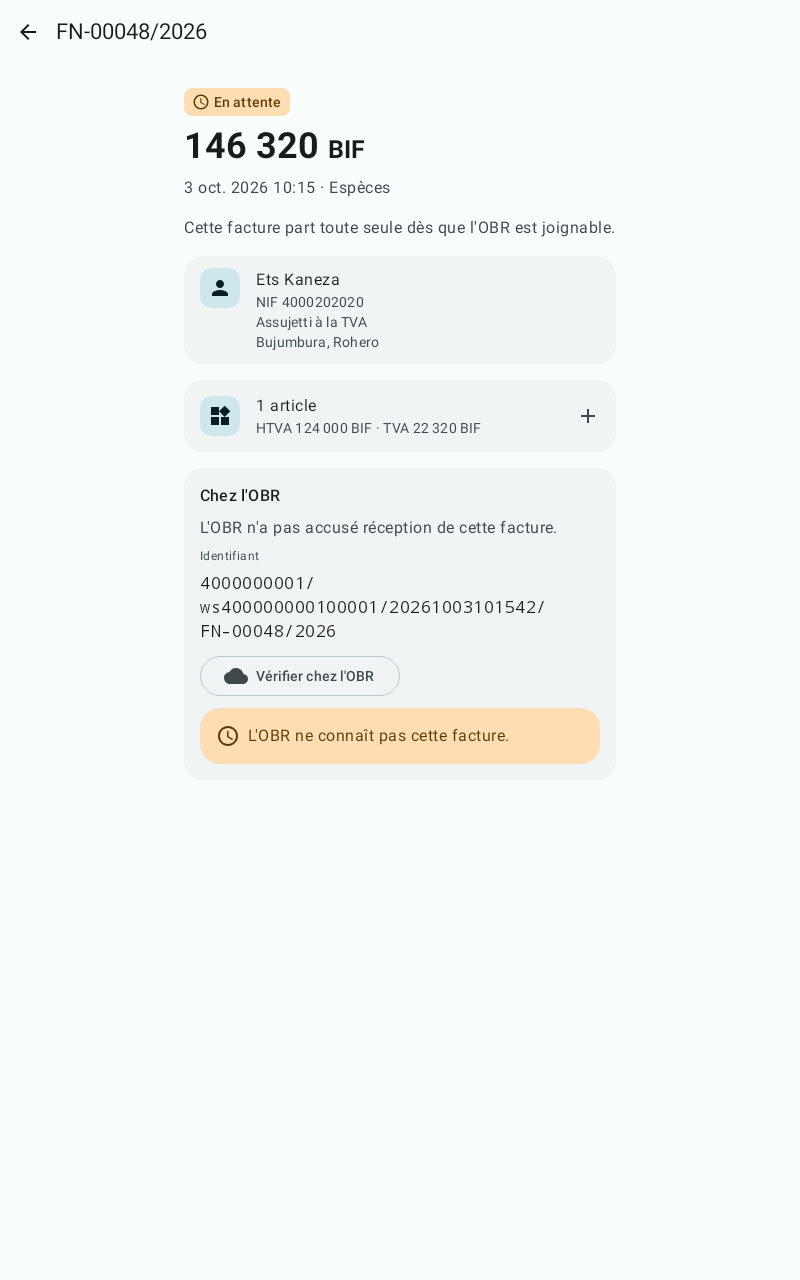 FN-00048/2026
En attente
146 320 BIF
3 oct. 2026 10:15 · Espèces
Cette facture part toute seule dès que l'OBR est joignable.
Ets Kaneza
NIF 4000202020
Assujetti à la TVA
Bujumbura, Rohero
1 article
HTVA 124 000 BIF · TVA 22 320 BIF
Chez l'OBR
L'OBR n'a pas accusé réception de cette facture.
Identifiant
4000000001/
ws400000000100001/20261003101542/
FN-00048/2026
Vérifier chez l'OBR
L'OBR ne connaît pas cette facture.